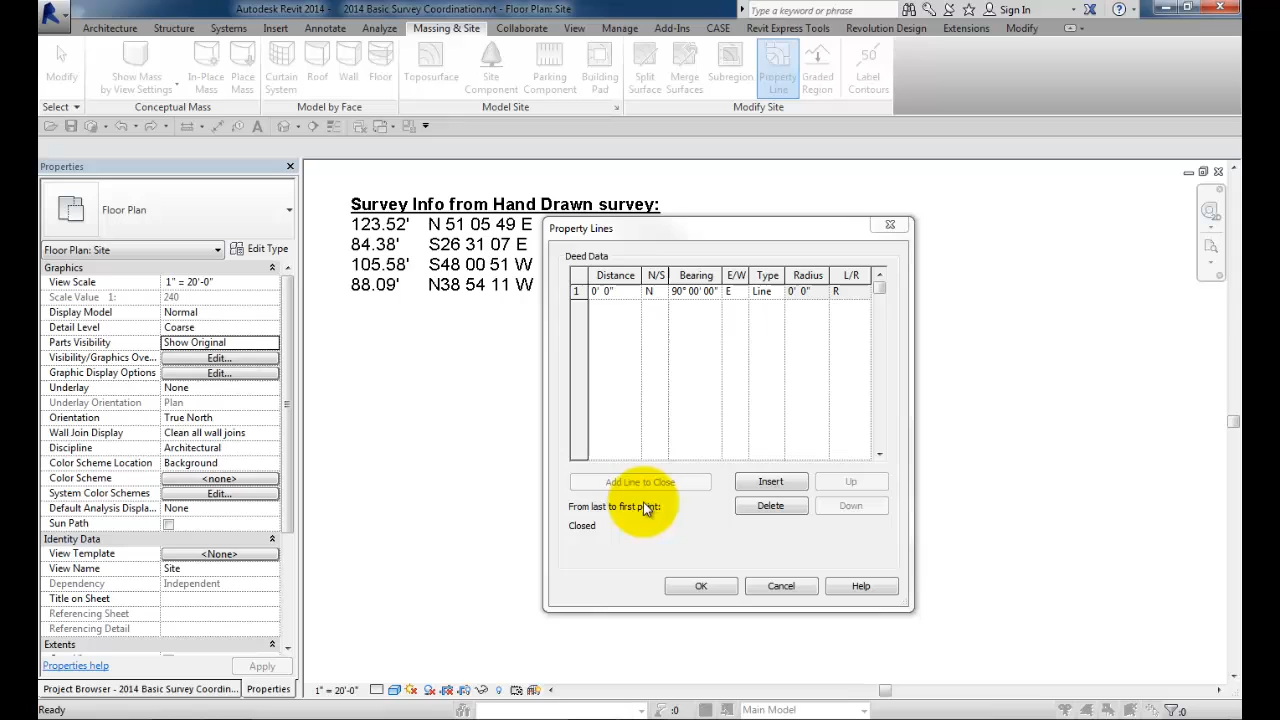 Autodesk Revit 2014 - 2014 Basic Survey Coordination.rvt - Floor Plan: Site
Type a keyword or phrase
Sign In
Architecture Structure Systems Insert Annotate Analyze Massing & Site Collaborate View Manage Add-Ins CASE Revit Express Tools Revolution Design Extensions Modify
Modify
Show Mass
by View Settings
In-Place
Mass
Place
Mass
Curtain
System
Roof
Wall
Floor
Toposurface
Site
Component
Parking
Component
Building
Pad
Split
Surface
Merge
Surfaces
Subregion
Property
Line
Graded
Region
Label
Contours
50
Select
Conceptual Mass
Model by Face
Model Site
Modify Site
Properties
Floor Plan
Floor Plan: Site
Edit Type
Graphics
View Scale 1" = 20'-0"
Scale Value 1: 240
Display Model Normal
Detail Level Coarse
Parts Visibility Show Original
Visibility/Graphics Ove... Edit...
Graphic Display Options Edit...
Underlay None
Underlay Orientation Plan
Orientation True North
Wall Join Display Clean all wall joins
Discipline Architectural
Color Scheme Location Background
Color Scheme <none>
System Color Schemes Edit...
Default Analysis Displa... None
Sun Path
Identity Data
View Template <None>
View Name Site
Dependency Independent
Title on Sheet
Referencing Sheet
Referencing Detail
Extents
Properties help
Apply
Project Browser - 2014 Basic Survey Coordin...
Properties
Survey Info from Hand Drawn survey:
123.52' N 51 05 49 E
84.38' S26 31 07 E
105.58' S48 00 51 W
88.09' N38 54 11 W
Property Lines
Deed Data
Distance N/S Bearing E/W Type Radius L/R
1 0' 0" N 90° 00' 00" E Line 0' 0" R
Add Line to Close
Insert
Up
From last to first point:
Delete
Down
Closed
OK
Cancel
Help
1" = 20'-0"
Ready
:0
Main Model
:0